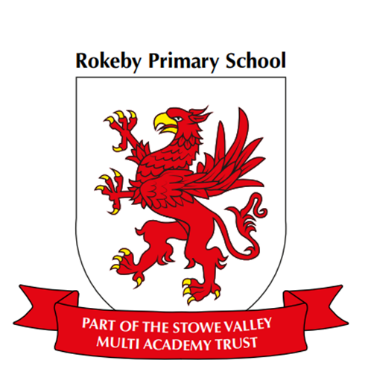 Rokeby Primary School
PART OF THE STOWE VALLEY
MULTI ACADEMY TRUST